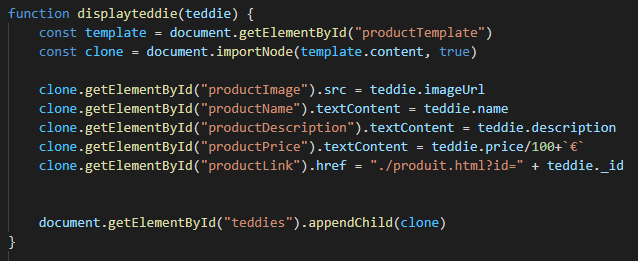 function displayteddie(teddie) {
    const template = document.getElementById("productTemplate")
    const clone = document.importNode(template.content, true)
    clone.getElementById("productImage").src = teddie.imageUrl
    clone.getElementById("productName").textContent = teddie.name
    clone.getElementById("productDescription").textContent = teddie.description
    clone.getElementById("productPrice").textContent = teddie.price/100+`€`
    clone.getElementById("productLink").href = "./produit.html?id=" + teddie._id
    document.getElementById("teddies").appendChild(clone)
}